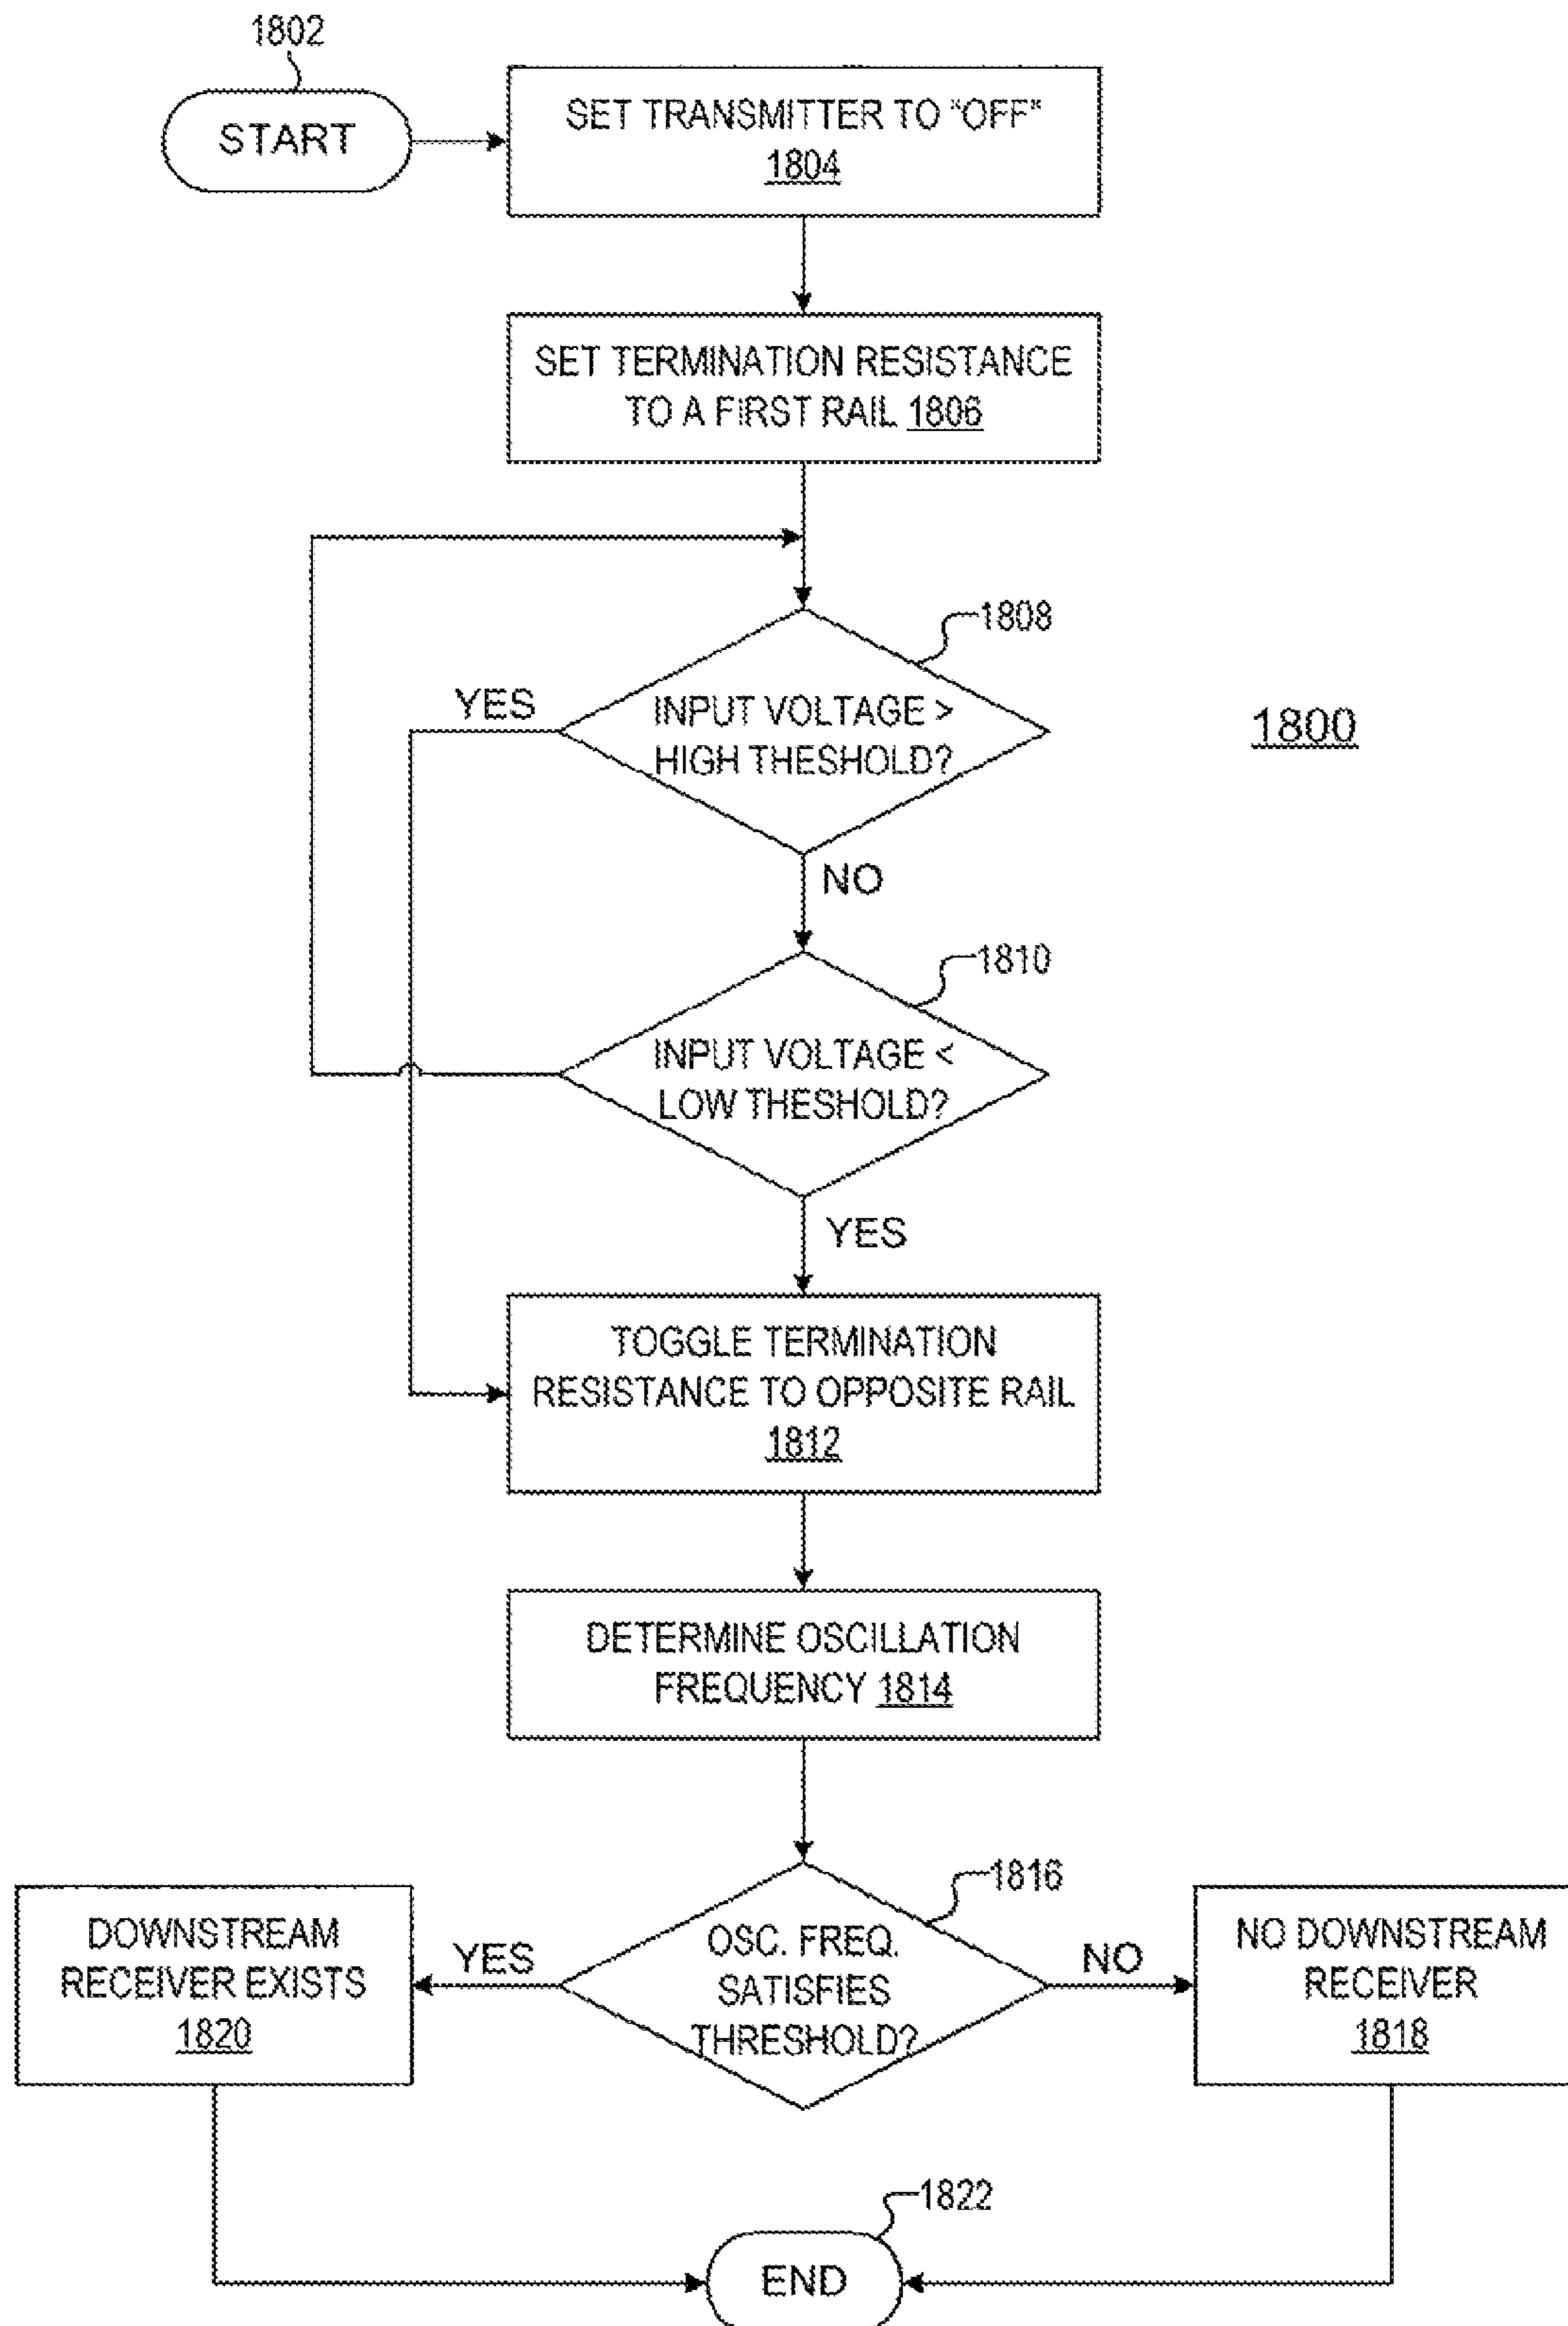 1802
START
SET TRANSMITTER TO "OFF"
1804
SET TERMINATION RESISTANCE
TO A FIRST RAIL 1806
1808
YES
INPUT VOLTAGE >
HIGH THESHOLD?
1800
NO
1810
INPUT VOLTAGE <
LOW THESHOLD?
YES
TOGGLE TERMINATION
RESISTANCE TO OPPOSITE RAIL
1812
DETERMINE OSCILLATION
FREQUENCY 1814
1816
DOWNSTREAM
RECEIVER EXISTS
1820
YES
OSC. FREQ.
SATISFIES
THRESHOLD?
NO
NO DOWNSTREAM
RECEIVER
1818
1822
END